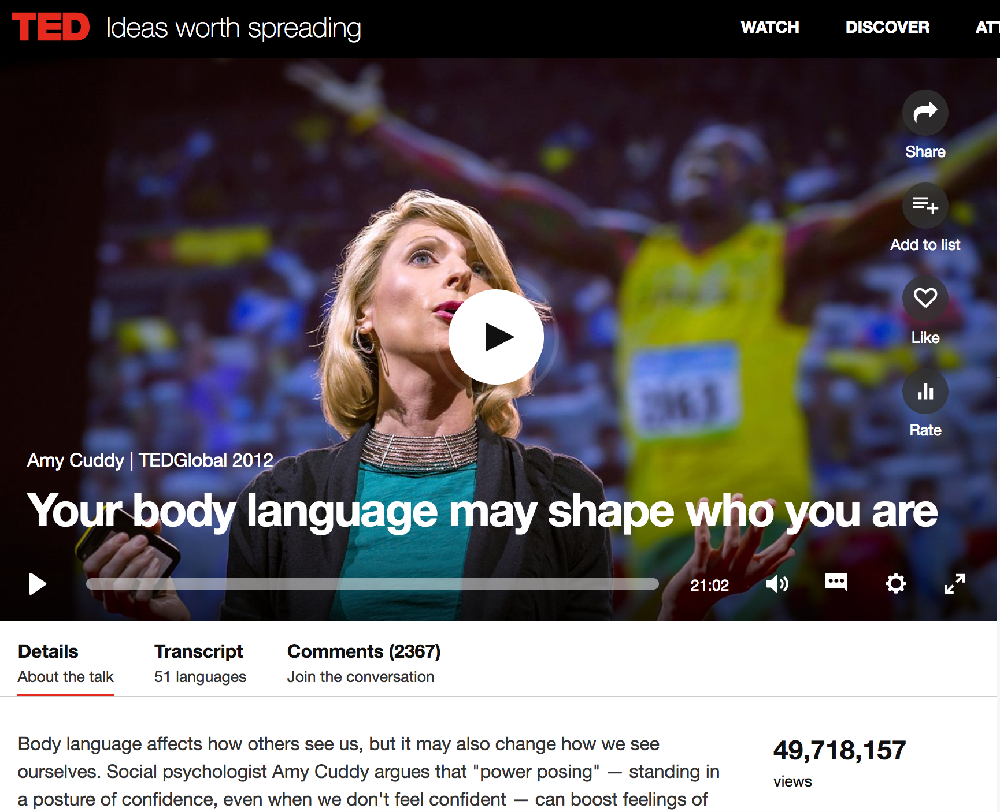 TED Ideas worth spreading
WATCH DISCOVER ATT
Share
Add to list
Like
Rate
Amy Cuddy | TEDGlobal 2012
Your body language may shape who you are
21:02
Details Transcript Comments (2367)
About the talk 51 languages Join the conversation
Body language affects how others see us, but it may also change how we see
ourselves. Social psychologist Amy Cuddy argues that "power posing" — standing in
a posture of confidence, even when we don't feel confident — can boost feelings of
49,718,157
views